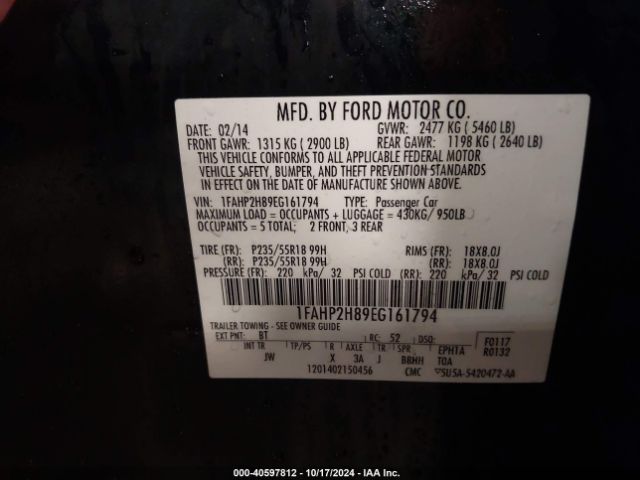 MFD. BY FORD MOTOR CO.
DATE: 02/14 GVWR: 2477 KG ( 5460 LB)
FRONT GAWR: 1315 KG ( 2900 LB) REAR GAWR: 1198 KG ( 2640 LB)
THIS VEHICLE CONFORMS TO ALL APPLICABLE FEDERAL MOTOR
VEHICLE SAFETY, BUMPER, AND THEFT PREVENTION STANDARDS
IN EFFECT ON THE DATE OF MANUFACTURE SHOWN ABOVE.
VIN: 1FAHP2H89EG161794 TYPE: Passenger Car
MAXIMUM LOAD = OCCUPANTS + LUGGAGE = 430KG/ 950LB
OCCUPANTS = 5 TOTAL; 2 FRONT, 3 REAR
TIRE (FR): P235/55R18 99H RIMS (FR): 18X8.0J
(RR): P235/55R18 99H (RR): 18X8.0J
PRESSURE (FR): 220 kPa/ 32 PSI COLD (RR): 220 kPa/ 32 PSI COLD
1FAHP2H89EG161794
TRAILER TOWING - SEE OWNER GUIDE
EXT PNT: BT RC: 52 DSO: F0117
INT TR TP/PS R AXLE TR SPR EPHTA R0132
JW X 3A J BBHH TOA
1201402150456 CMC 5U5A-5420472-AA
00-40597812 - 10/17/2024 - IAA Inc.